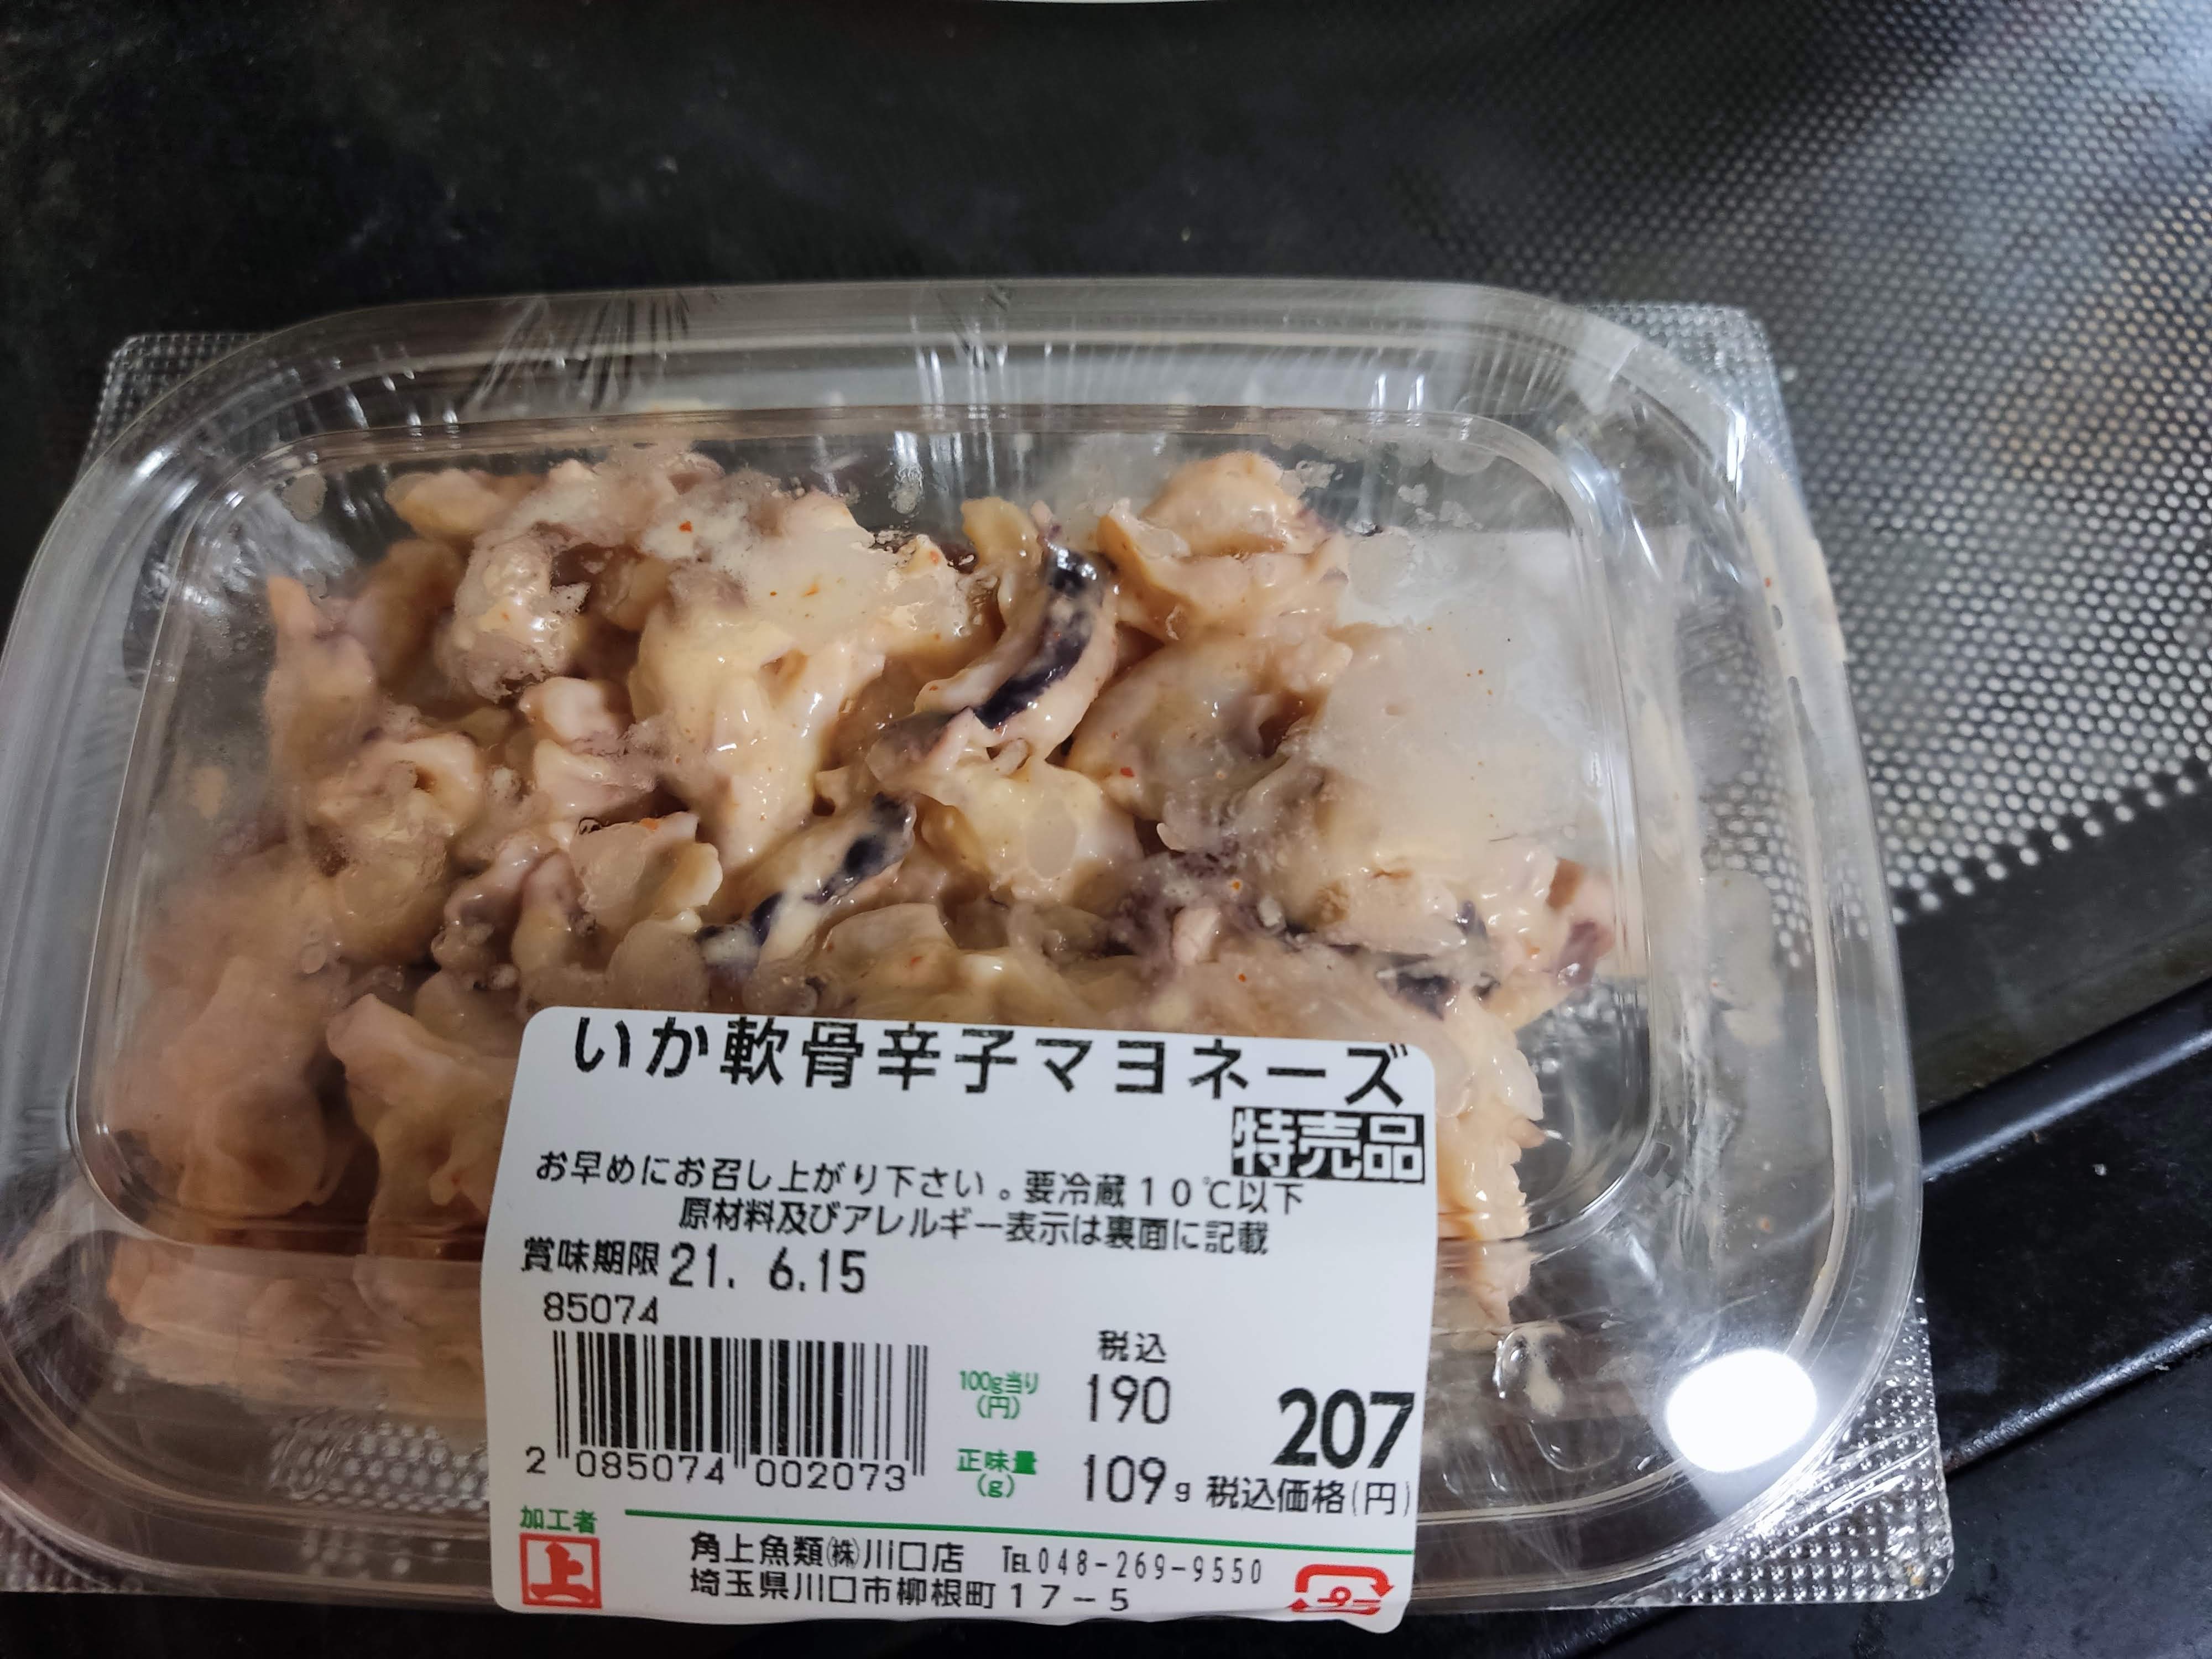 いか軟骨辛子マヨネーズ
特売品
お早めにお召し上がり下さい。要冷蔵10℃以下
原材料及びアレルギー表示は裏面に記載
賞味期限 21. 6.15
85074
税込
100g当り(円) 190
207
2 085074 002073
正味量(g) 109g 税込価格(円)
加工者
上
角上魚類㈱川口店 TEL048-269-9550
埼玉県川口市柳根町17-5
プラ